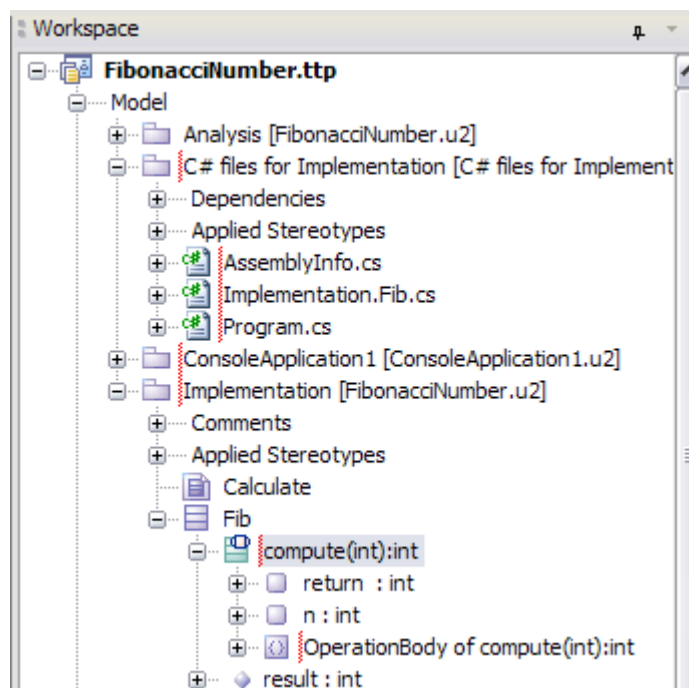 Workspace
FibonacciNumber.ttp
Model
Analysis [FibonacciNumber.u2]
C# files for Implementation [C# files for Implement
Dependencies
Applied Stereotypes
AssemblyInfo.cs
Implementation.Fib.cs
Program.cs
ConsoleApplication1 [ConsoleApplication1.u2]
Implementation [FibonacciNumber.u2]
Comments
Applied Stereotypes
Calculate
Fib
compute(int):int
return : int
n : int
OperationBody of compute(int):int
result : int